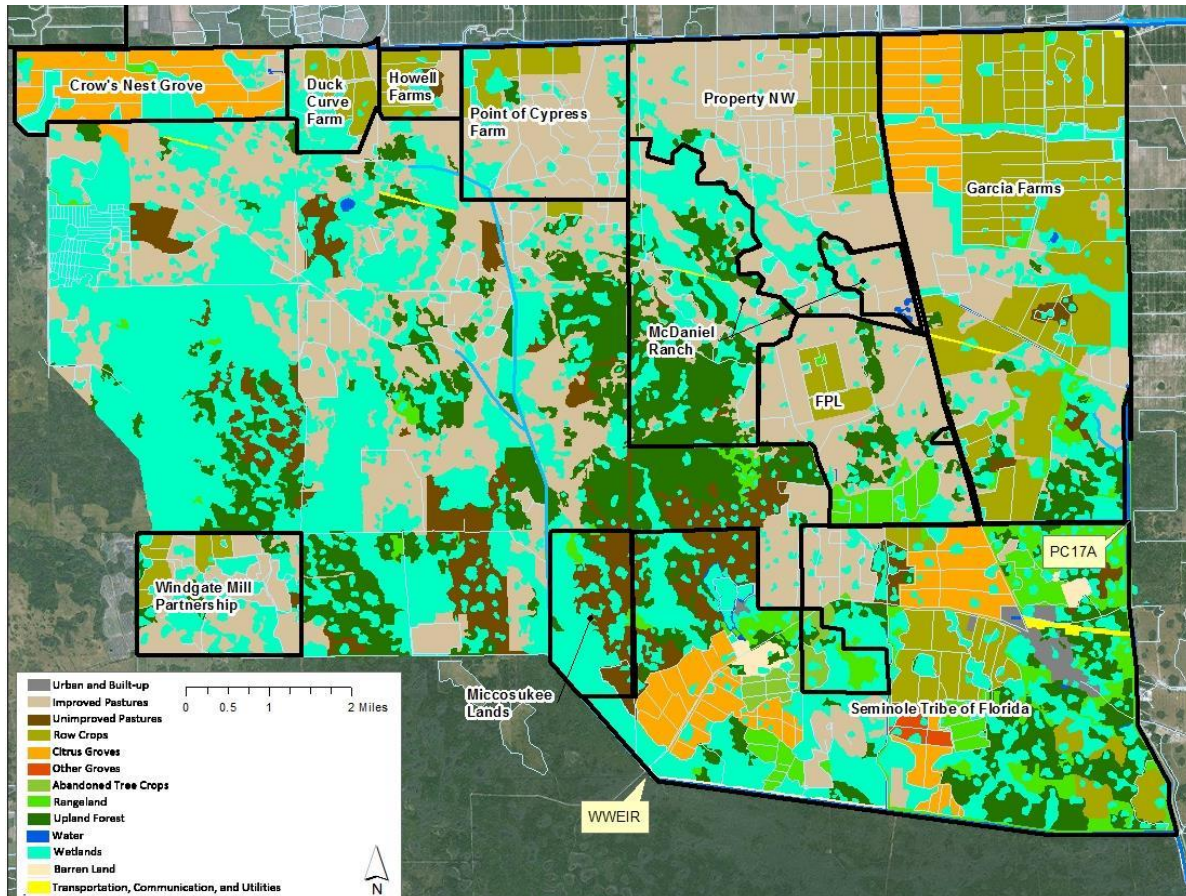 Crow's Nest Grove
Duck
Curve
Farm
Howell
Farms
Point of Cypress
Farm
Property NW
Garcia Farms
McDaniel
Ranch
FPL
PC17A
Windgate Mill
Partnership
Miccosukee
Lands
Seminole Tribe of Florida
WWEIR
Urban and Built-up
Improved Pastures
Unimproved Pastures
Row Crops
Citrus Groves
Other Groves
Abandoned Tree Crops
Rangeland
Upland Forest
Water
Wetlands
Barren Land
Transportation, Communication, and Utilities
0 0.5 1 2 Miles
N